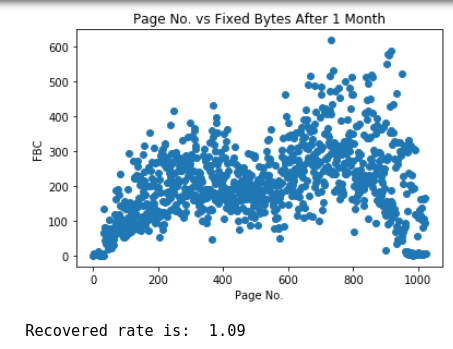 Page No. vs Fixed Bytes After 1 Month
600
500
400
300
200
100
0
FBC
0 200 400 600 800 1000
Page No.
Recovered rate is: 1.09